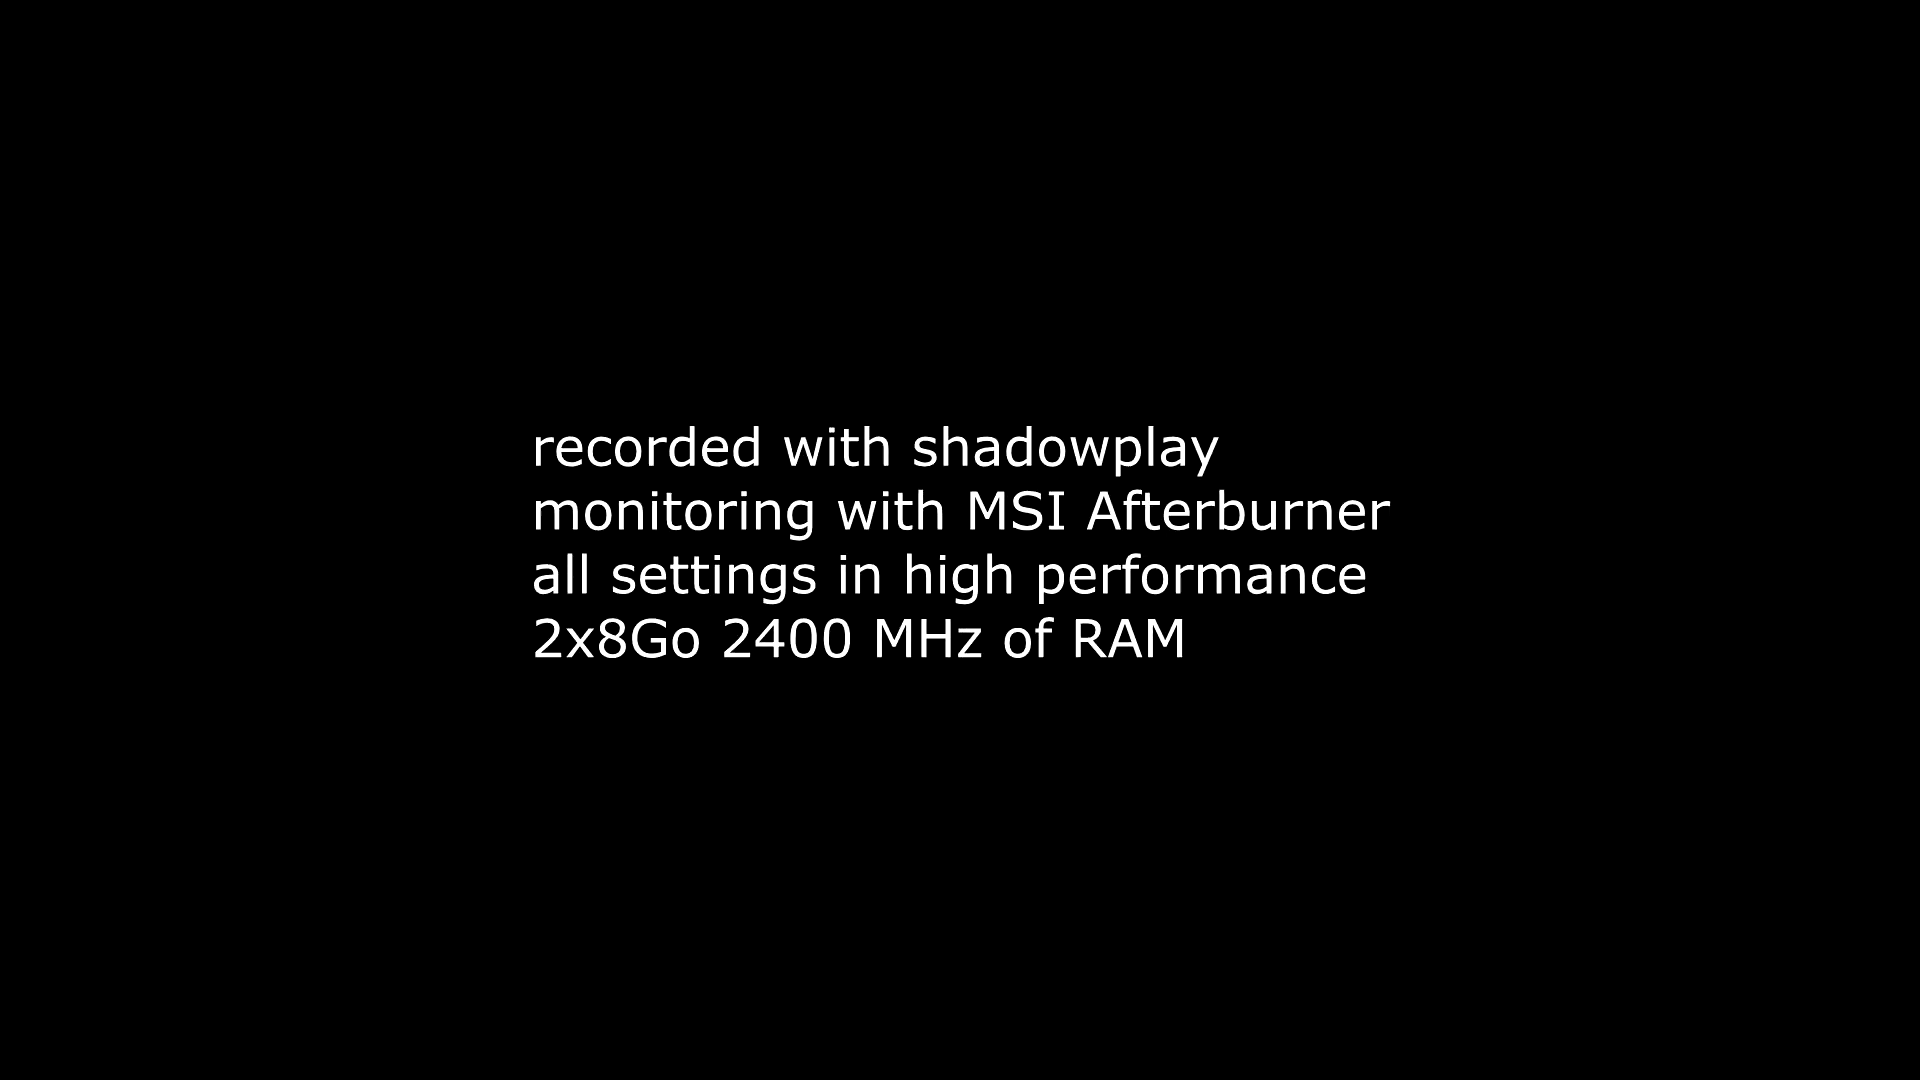 recorded with shadowplay
monitoring with MSI Afterburner
all settings in high performance
2x8Go 2400 MHz of RAM